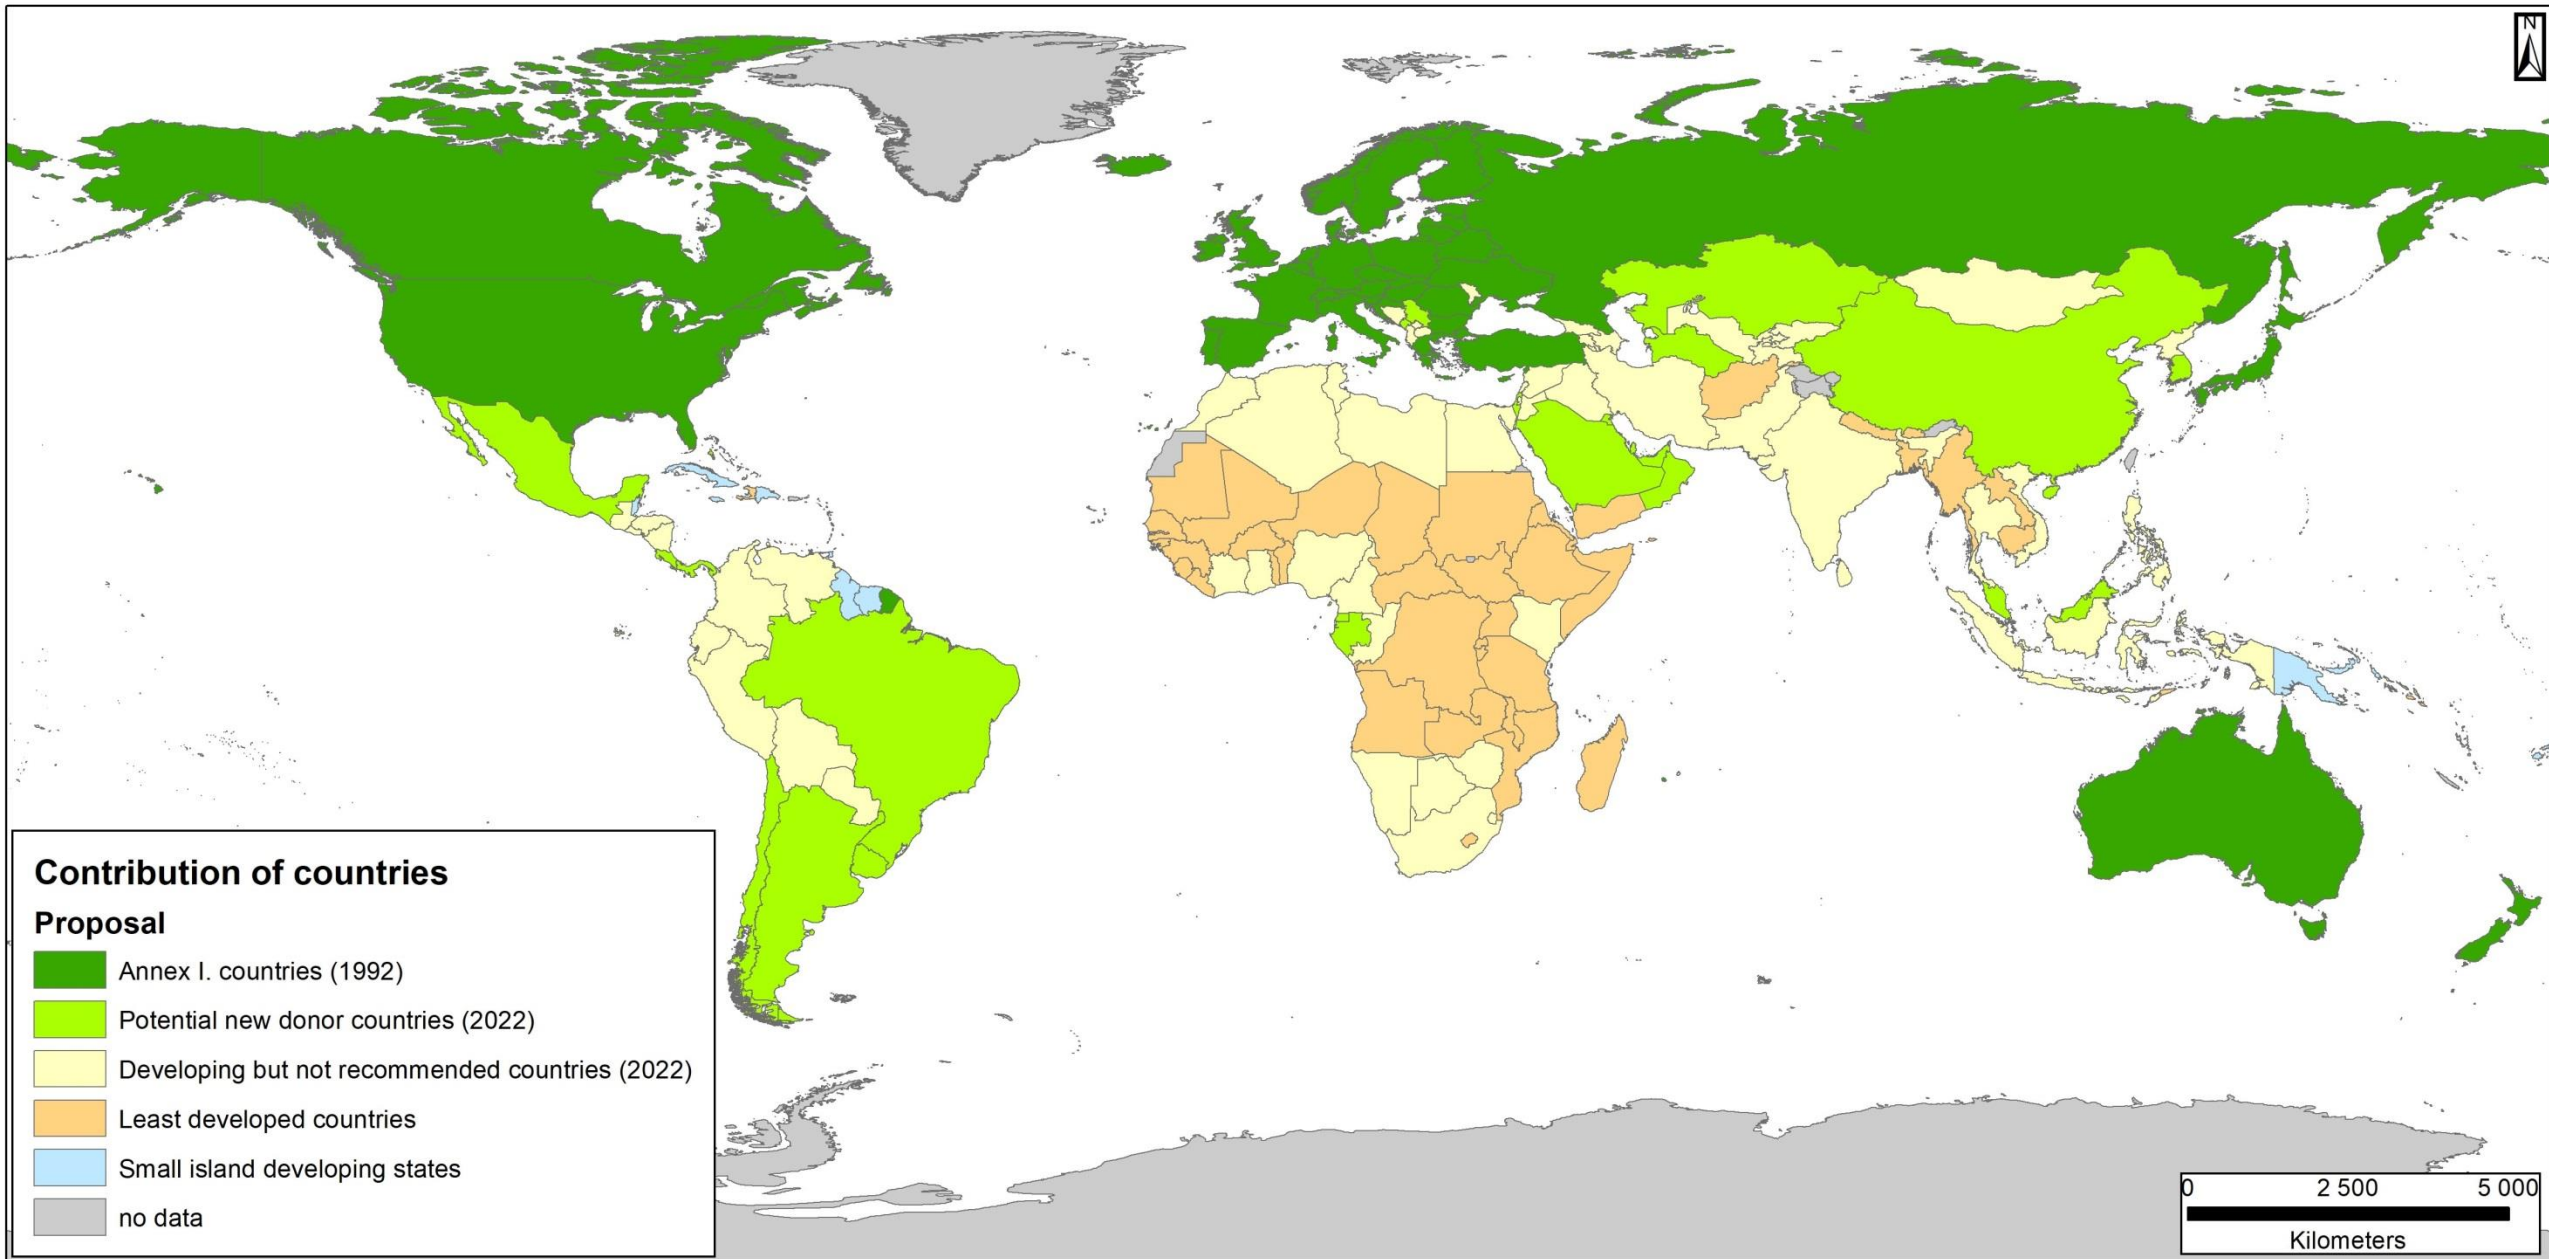 N
Contribution of countries
Proposal
Annex I. countries (1992)
Potential new donor countries (2022)
Developing but not recommended countries (2022)
Least developed countries
Small island developing states
no data
0 2 500 5 000
Kilometers